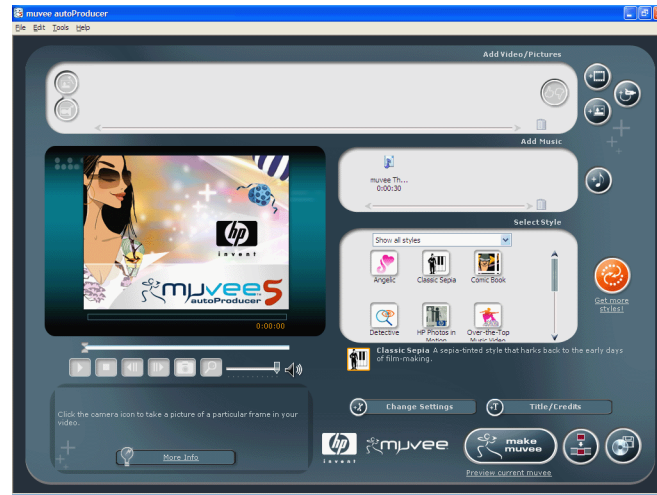 muvee autoProducer
File Edit Tools Help
Add Video/Pictures
Add Music
muvee Th...
0:00:30
Select Style
Show all styles
Angelic Classic Sepia Comic Book
Detective HP Photos in Motion Over-the-Top Music Video
Get more
styles!
hp
invent
muvee 5
autoProducer
0:00:00
Classic Sepia A sepia-tinted style that harks back to the early days
of film-making.
Click the camera icon to take a picture of a particular frame in your
video.
More Info
Change Settings
Title/Credits
hp
invent
muvee
make
muvee
Preview current muvee